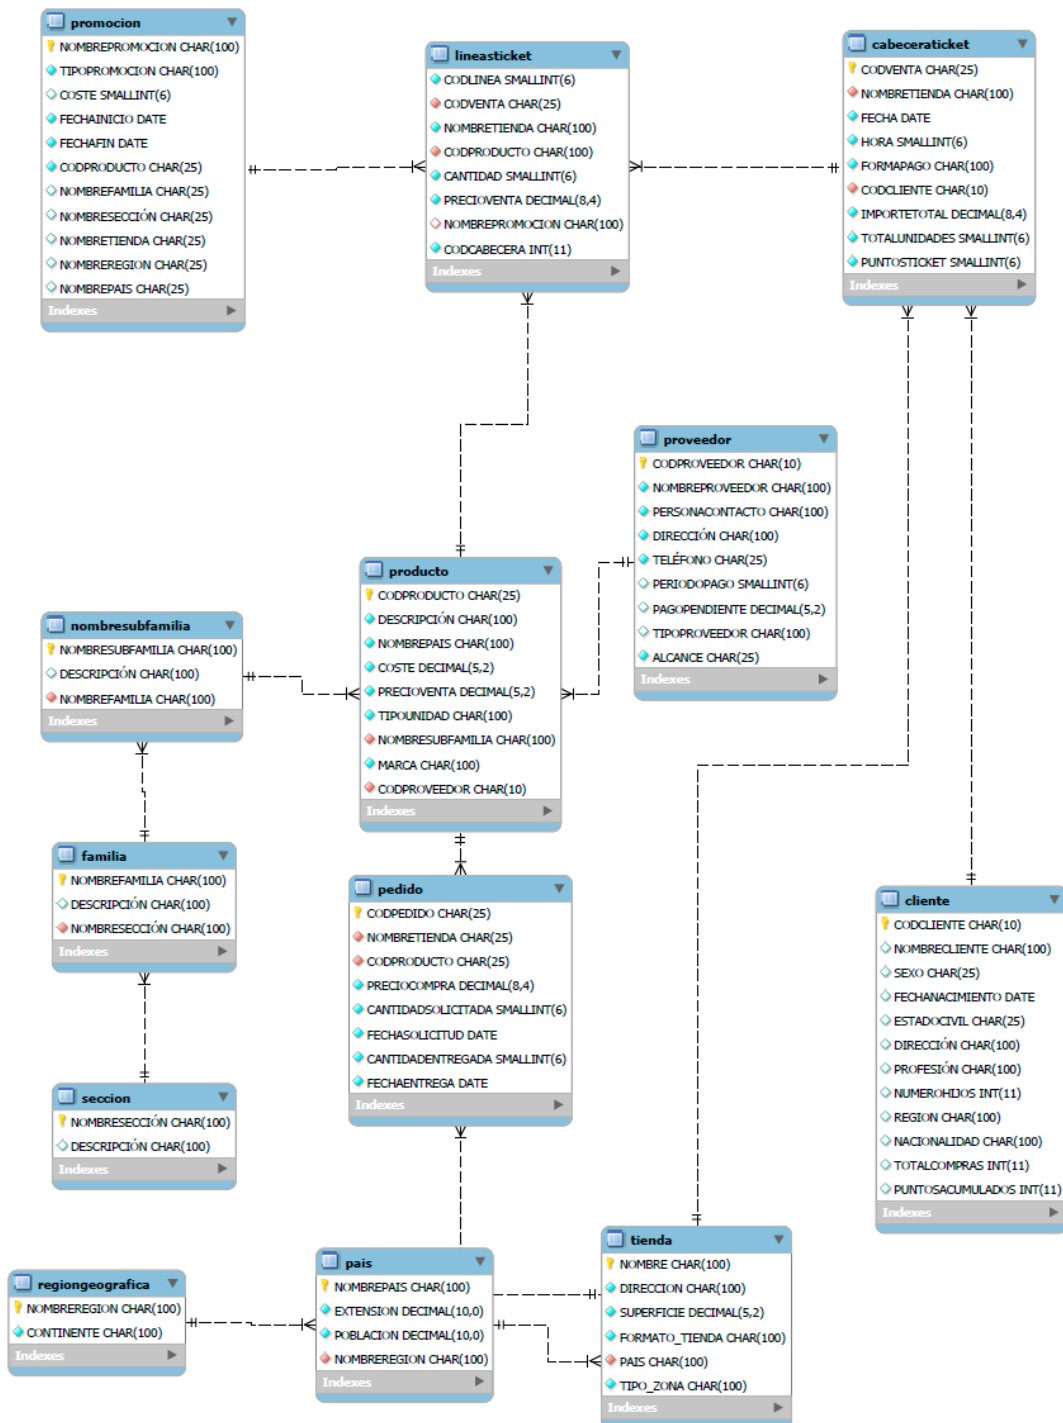 promocion
NOMBREPROMOCION CHAR(100)
TIPOPROMOCION CHAR(100)
COSTE SMALLINT(6)
FECHAINICIO DATE
FECHAFIN DATE
CODPRODUCTO CHAR(25)
NOMBREFAMILIA CHAR(25)
NOMBRESECCIÓN CHAR(25)
NOMBRETIENDA CHAR(25)
NOMBREREGION CHAR(25)
NOMBREPAIS CHAR(25)
Indexes
lineasticket
CODLINEA SMALLINT(6)
CODVENTA CHAR(25)
NOMBRETIENDA CHAR(100)
CODPRODUCTO CHAR(100)
CANTIDAD SMALLINT(6)
PRECIOVENTA DECIMAL(8,4)
NOMBREPROMOCION CHAR(100)
CODCABECERA INT(11)
Indexes
cabeceraticket
CODVENTA CHAR(25)
NOMBRETIENDA CHAR(100)
FECHA DATE
HORA SMALLINT(6)
FORMAPAGO CHAR(100)
CODCLIENTE CHAR(10)
IMPORTETOTAL DECIMAL(8,4)
TOTALUNIDADES SMALLINT(6)
PUNTOSTICKET SMALLINT(6)
Indexes
proveedor
CODPROVEEDOR CHAR(10)
NOMBREPROVEEDOR CHAR(100)
PERSONACONTACTO CHAR(100)
DIRECCIÓN CHAR(100)
TELÉFONO CHAR(25)
PERIODOPAGO SMALLINT(6)
PAGOPENDIENTE DECIMAL(5,2)
TIPOPROVEEDOR CHAR(100)
ALCANCE CHAR(25)
Indexes
producto
CODPRODUCTO CHAR(25)
DESCRIPCIÓN CHAR(100)
NOMBREPAIS CHAR(100)
COSTE DECIMAL(5,2)
PRECIOVENTA DECIMAL(5,2)
TIPOUNIDAD CHAR(100)
NOMBRESUBFAMILIA CHAR(100)
MARCA CHAR(100)
CODPROVEEDOR CHAR(10)
Indexes
nombresubfamilia
NOMBRESUBFAMILIA CHAR(100)
DESCRIPCIÓN CHAR(100)
NOMBREFAMILIA CHAR(100)
Indexes
familia
NOMBREFAMILIA CHAR(100)
DESCRIPCIÓN CHAR(100)
NOMBRESECCIÓN CHAR(100)
Indexes
pedido
CODPEDIDO CHAR(25)
NOMBRETIENDA CHAR(25)
CODPRODUCTO CHAR(25)
PRECIOCOMPRA DECIMAL(8,4)
CANTIDADSOLICITADA SMALLINT(6)
FECHASOLICITUD DATE
CANTIDADENTREGADA SMALLINT(6)
FECHAENTREGA DATE
Indexes
cliente
CODCLIENTE CHAR(10)
NOMBRECLIENTE CHAR(100)
SEXO CHAR(25)
FECHANACIMIENTO DATE
ESTADOCIVIL CHAR(25)
DIRECCIÓN CHAR(100)
PROFESIÓN CHAR(100)
NUMEROHIJOS INT(11)
REGION CHAR(100)
NACIONALIDAD CHAR(100)
TOTALCOMPRAS INT(11)
PUNTOSACUMULADOS INT(11)
Indexes
seccion
NOMBRESECCIÓN CHAR(100)
DESCRIPCIÓN CHAR(100)
Indexes
regiongeografica
NOMBREREGION CHAR(100)
CONTINENTE CHAR(100)
Indexes
pais
NOMBREPAIS CHAR(100)
EXTENSION DECIMAL(10,0)
POBLACION DECIMAL(10,0)
NOMBREREGION CHAR(100)
Indexes
tienda
NOMBRE CHAR(100)
DIRECCION CHAR(100)
SUPERFICIE DECIMAL(5,2)
FORMATO_TIENDA CHAR(100)
PAIS CHAR(100)
TIPO_ZONA CHAR(100)
Indexes